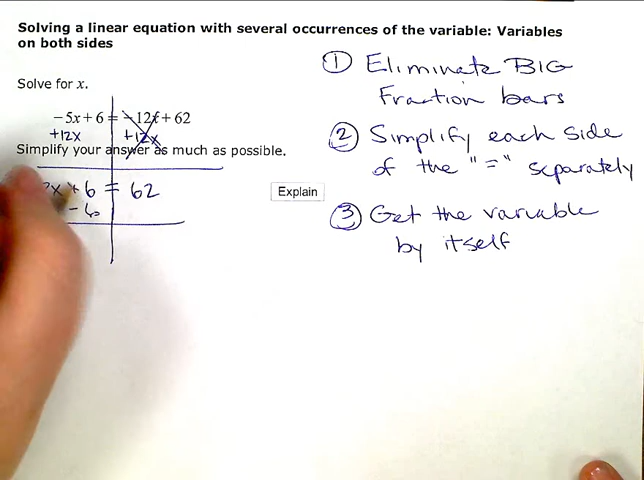 Solving a linear equation with several occurrences of the variable: Variables
on both sides
Solve for x.
−5x + 6 = −12x + 62
+12x +12x
Simplify your answer as much as possible.
x + 6 = 62
− 6
Explain
① Eliminate BIG
Fraction bars
② Simplify each side
of the "=" separately
③ Get the variable
by itself